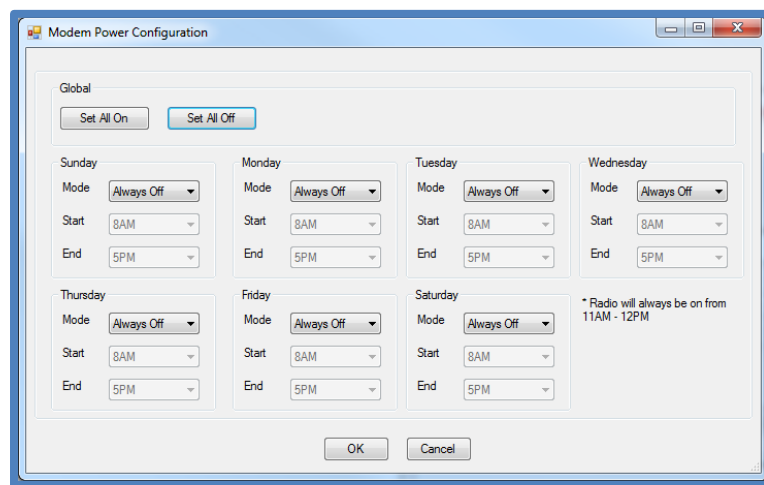 Modem Power Configuration
Global
Set All On Set All Off
Sunday Monday Tuesday Wednesday
Mode Always Off Mode Always Off Mode Always Off Mode Always Off
Start 8AM Start 8AM Start 8AM Start 8AM
End 5PM End 5PM End 5PM End 5PM
Thursday Friday Saturday
* Radio will always be on from
11AM - 12PM
Mode Always Off Mode Always Off Mode Always Off
Start 8AM Start 8AM Start 8AM
End 5PM End 5PM End 5PM
OK Cancel